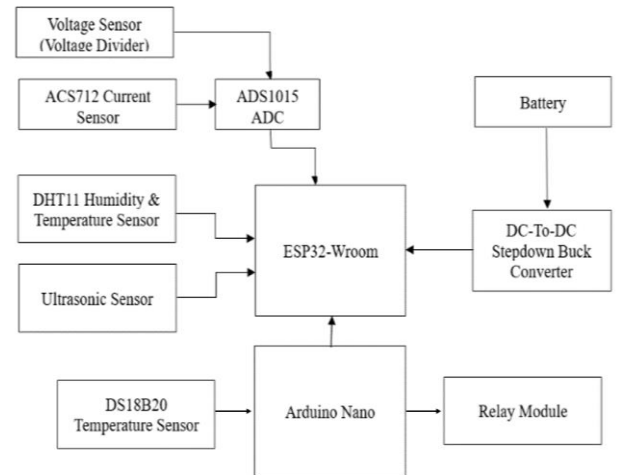 Voltage Sensor
(Voltage Divider)
ACS712 Current
Sensor
ADS1015
ADC
Battery
DHT11 Humidity &
Temperature Sensor
ESP32-Wroom
DC-To-DC
Stepdown Buck
Converter
Ultrasonic Sensor
DS18B20
Temperature Sensor
Arduino Nano
Relay Module